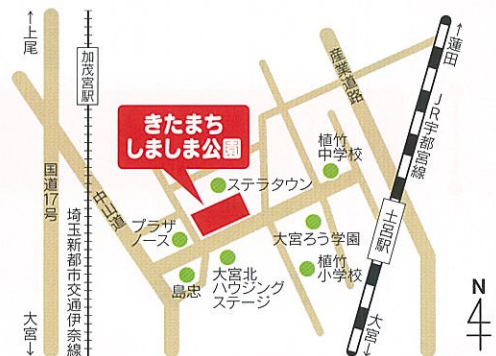 ↑上尾
加茂宮駅
国道17号
大宮↓
埼玉新都市交通伊奈線
中山道
きたまち
しましま公園
ステラタウン
プラザ
ノース
島忠
大宮北
ハウジング
ステージ
産業道路
植竹
中学校
大宮ろう学園
植竹
小学校
↑蓮田
JR宇都宮線
土呂駅
大宮↓
N